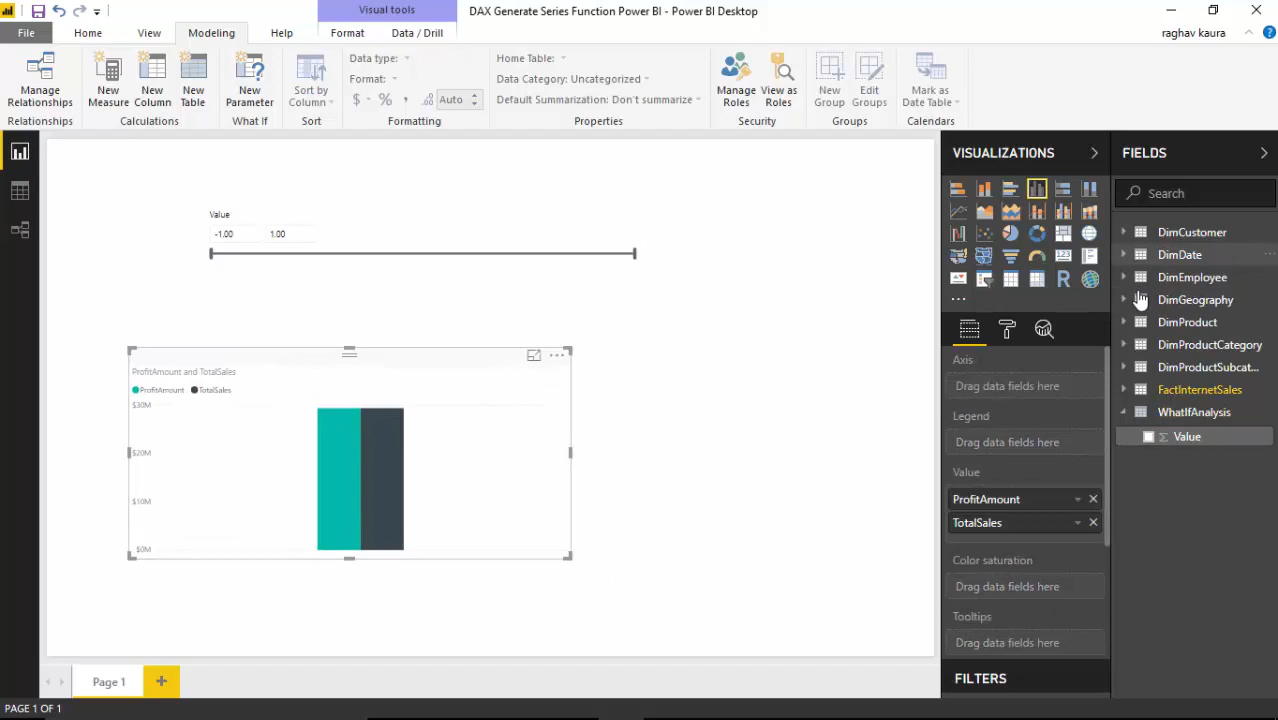 Visual tools
DAX Generate Series Function Power BI - Power BI Desktop
File
Home
View
Modeling
Help
Format
Data / Drill
raghav kaura
Manage
Relationships
New
Measure
New
Column
New
Table
New
Parameter
Sort by
Column
Data type:
Format:
$ % , .00 Auto
Home Table:
Data Category: Uncategorized
Default Summarization: Don't summarize
Manage
Roles
View as
Roles
New
Group
Edit
Groups
Mark as
Date Table
Relationships
Calculations
What If
Sort
Formatting
Properties
Security
Groups
Calendars
Value
-1.00 1.00
ProfitAmount and TotalSales
ProfitAmount TotalSales
$30M
$20M
$10M
$0M
VISUALIZATIONS
123
R
Axis
Drag data fields here
Legend
Drag data fields here
Value
ProfitAmount
TotalSales
Color saturation
Drag data fields here
Tooltips
Drag data fields here
FILTERS
FIELDS
Search
DimCustomer
DimDate
DimEmployee
DimGeography
DimProduct
DimProductCategory
DimProductSubcat...
FactInternetSales
WhatIfAnalysis
Σ Value
Page 1
PAGE 1 OF 1